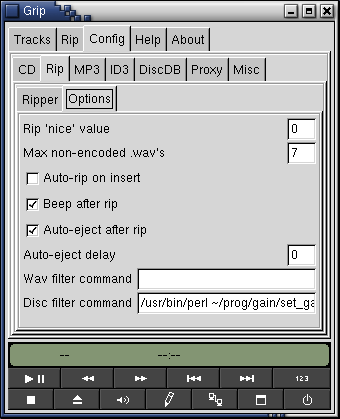 Grip
Tracks Rip Config Help About
CD Rip MP3 ID3 DiscDB Proxy Misc
Ripper Options
Rip 'nice' value 0
Max non-encoded .wav's 7
Auto-rip on insert
Beep after rip
Auto-eject after rip
Auto-eject delay 0
Wav filter command
Disc filter command /usr/bin/perl ~/prog/gain/set_ga
-- --:--
123